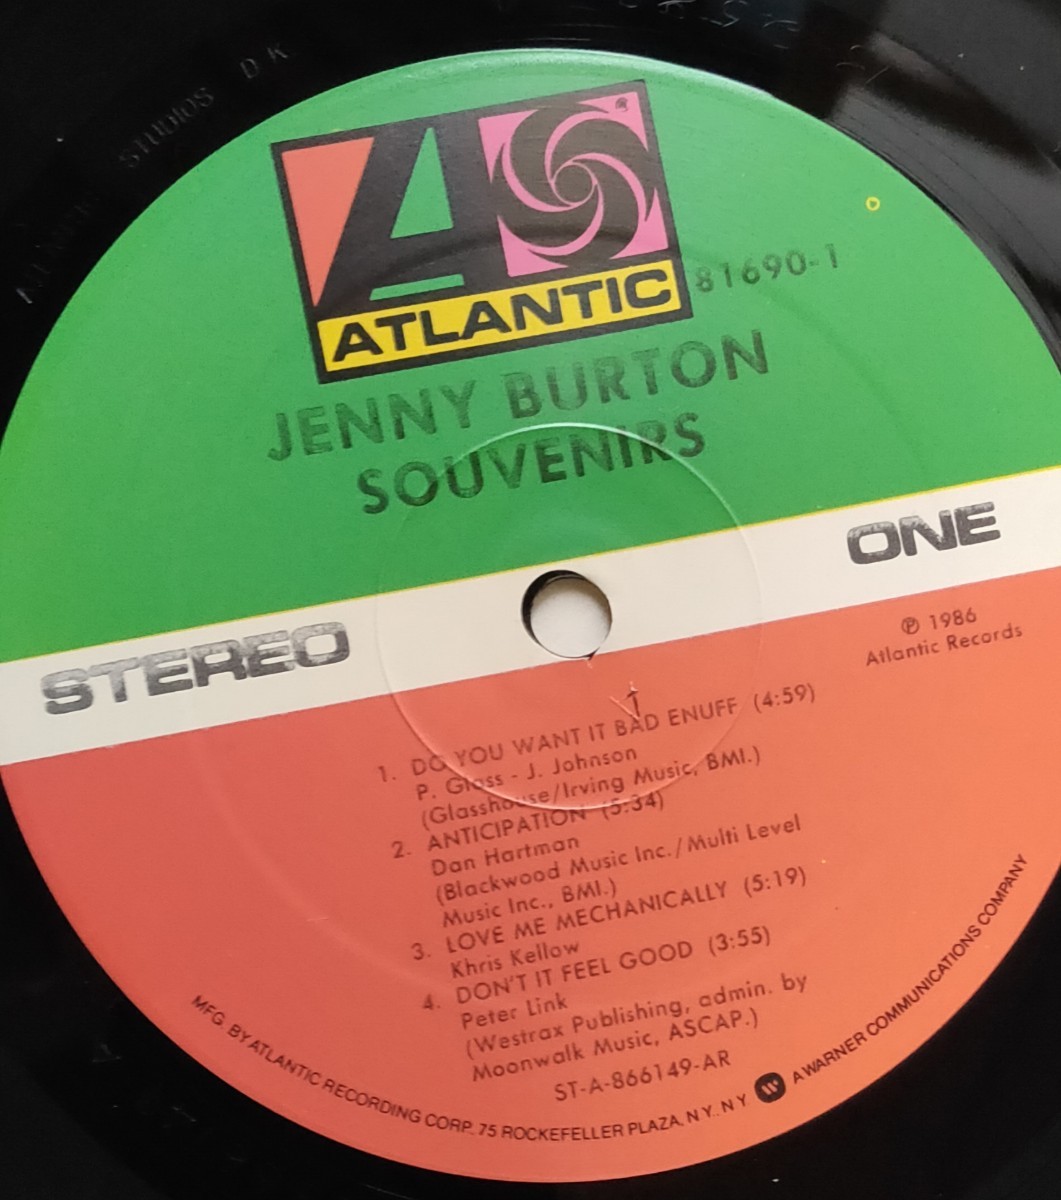 STUDIOS DK
ATLANTIC
81690-1
JENNY BURTON
SOUVENIRS
STEREO
ONE
℗ 1986
Atlantic Records
1. DO YOU WANT IT BAD ENUFF (4:59)
P. Glass - J. Johnson
(Glasshouse/Irving Music, BMI.)
2. ANTICIPATION (5:34)
Dan Hartman
(Blackwood Music Inc./Multi Level
Music Inc., BMI.)
3. LOVE ME MECHANICALLY (5:19)
Khris Kellow
4. DON'T IT FEEL GOOD (3:55)
Peter Link
(Westrax Publishing, admin. by
Moonwalk Music, ASCAP.)
ST-A-866149-AR
MFG. BY ATLANTIC RECORDING CORP., 75 ROCKEFELLER PLAZA, N.Y., N.Y. A WARNER COMMUNICATIONS COMPANY